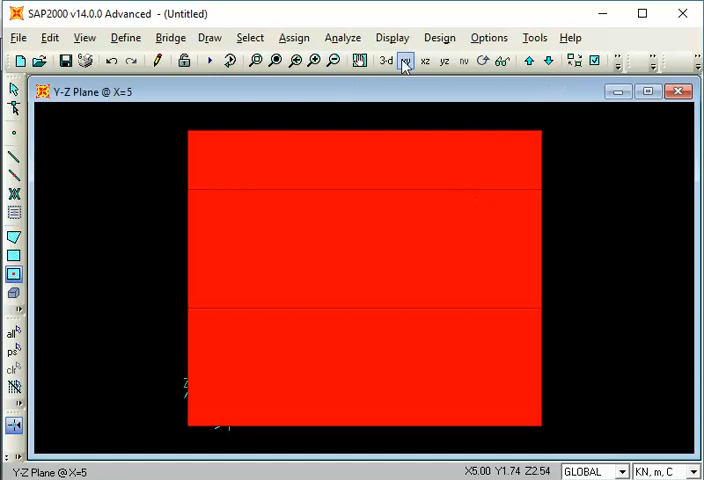 SAP2000 v14.0.0 Advanced - (Untitled)
File Edit View Define Bridge Draw Select Assign Analyze Display Design Options Tools Help
3-d xy xz yz nv
Y-Z Plane @ X=5
all
ps
clr
Z
Y-Z Plane @ X=5 X5.00 Y1.74 Z2.54 GLOBAL KN, m, C